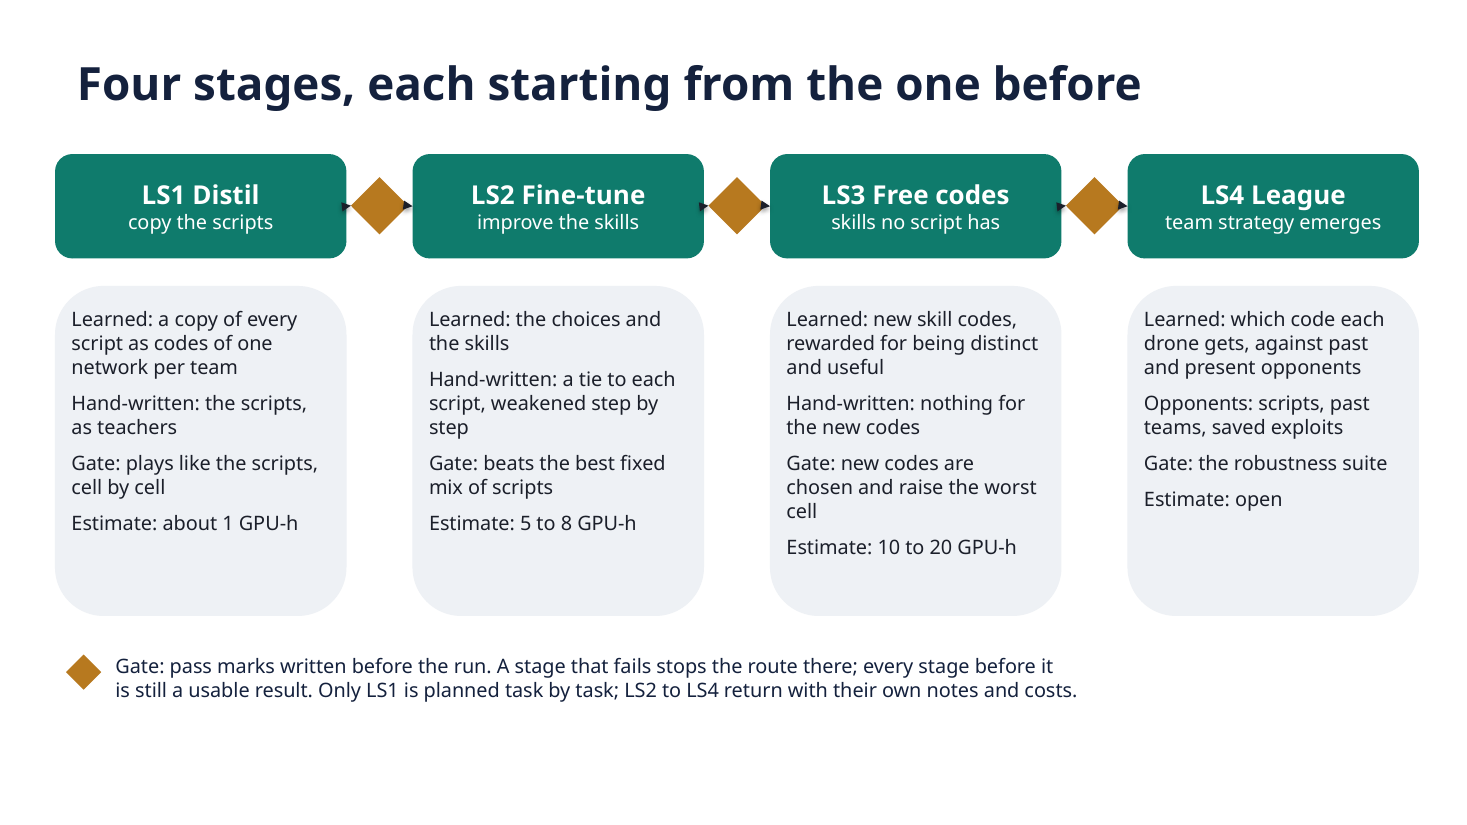 Four stages, each starting from the one before
LS1 Distil
copy the scripts
LS2 Fine-tune
improve the skills
LS3 Free codes
skills no script has
LS4 League
team strategy emerges
Learned: a copy of every
script as codes of one
network per team
Hand-written: the scripts,
as teachers
Gate: plays like the scripts,
cell by cell
Estimate: about 1 GPU-h
Learned: the choices and
the skills
Hand-written: a tie to each
script, weakened step by
step
Gate: beats the best fixed
mix of scripts
Estimate: 5 to 8 GPU-h
Learned: new skill codes,
rewarded for being distinct
and useful
Hand-written: nothing for
the new codes
Gate: new codes are
chosen and raise the worst
cell
Estimate: 10 to 20 GPU-h
Learned: which code each
drone gets, against past
and present opponents
Opponents: scripts, past
teams, saved exploits
Gate: the robustness suite
Estimate: open
Gate: pass marks written before the run. A stage that fails stops the route there; every stage before it
is still a usable result. Only LS1 is planned task by task; LS2 to LS4 return with their own notes and costs.